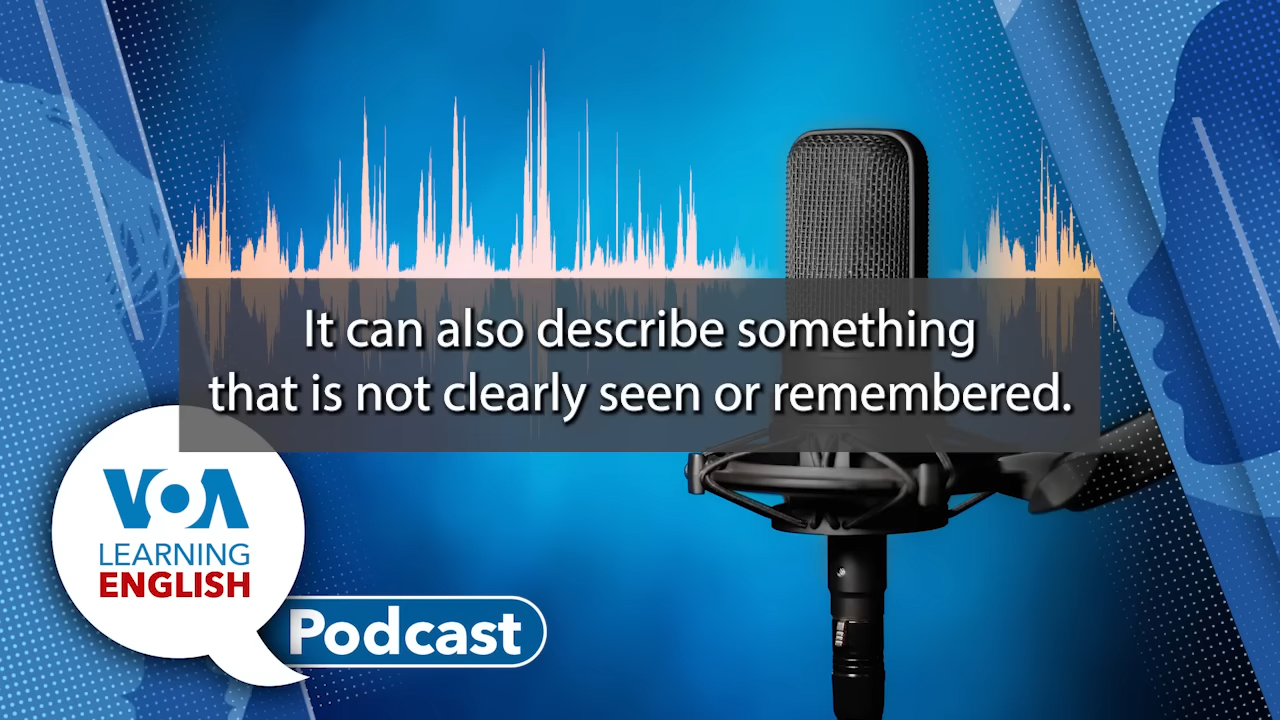 It can also describe something
that is not clearly seen or remembered.
VOA
LEARNING
ENGLISH
Podcast